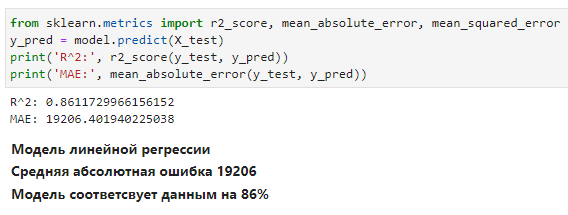 from sklearn.metrics import r2_score, mean_absolute_error, mean_squared_error
y_pred = model.predict(X_test)
print('R^2:', r2_score(y_test, y_pred))
print('MAE:', mean_absolute_error(y_test, y_pred))
R^2: 0.8611729966156152
MAE: 19206.401940225038
Модель линейной регрессии
Средняя абсолютная ошибка 19206
Модель соответсвует данным на 86%